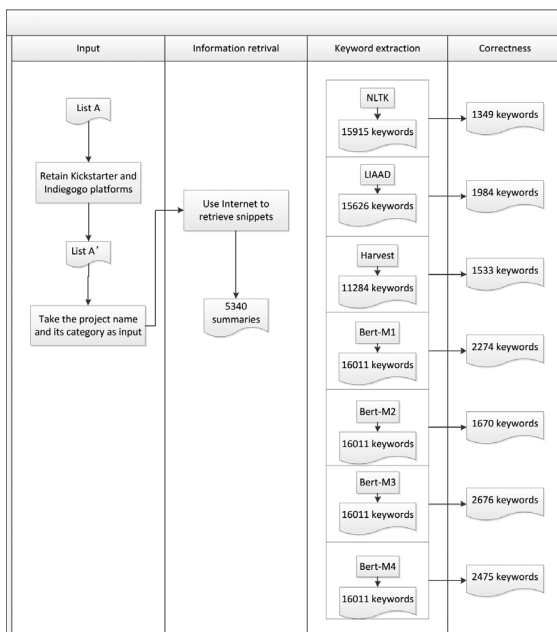 Input
Information retrival
Keyword extraction
Correctness
List A
Retain Kickstarter and
Indiegogo platforms
List A'
Take the project name
and its category as input
Use Internet to
retrieve snippets
5340
summaries
NLTK
15915 keywords
1349 keywords
LIAAD
15626 keywords
1984 keywords
Harvest
11284 keywords
1533 keywords
Bert-M1
16011 keywords
2274 keywords
Bert-M2
16011 keywords
1670 keywords
Bert-M3
16011 keywords
2676 keywords
Bert-M4
16011 keywords
2475 keywords